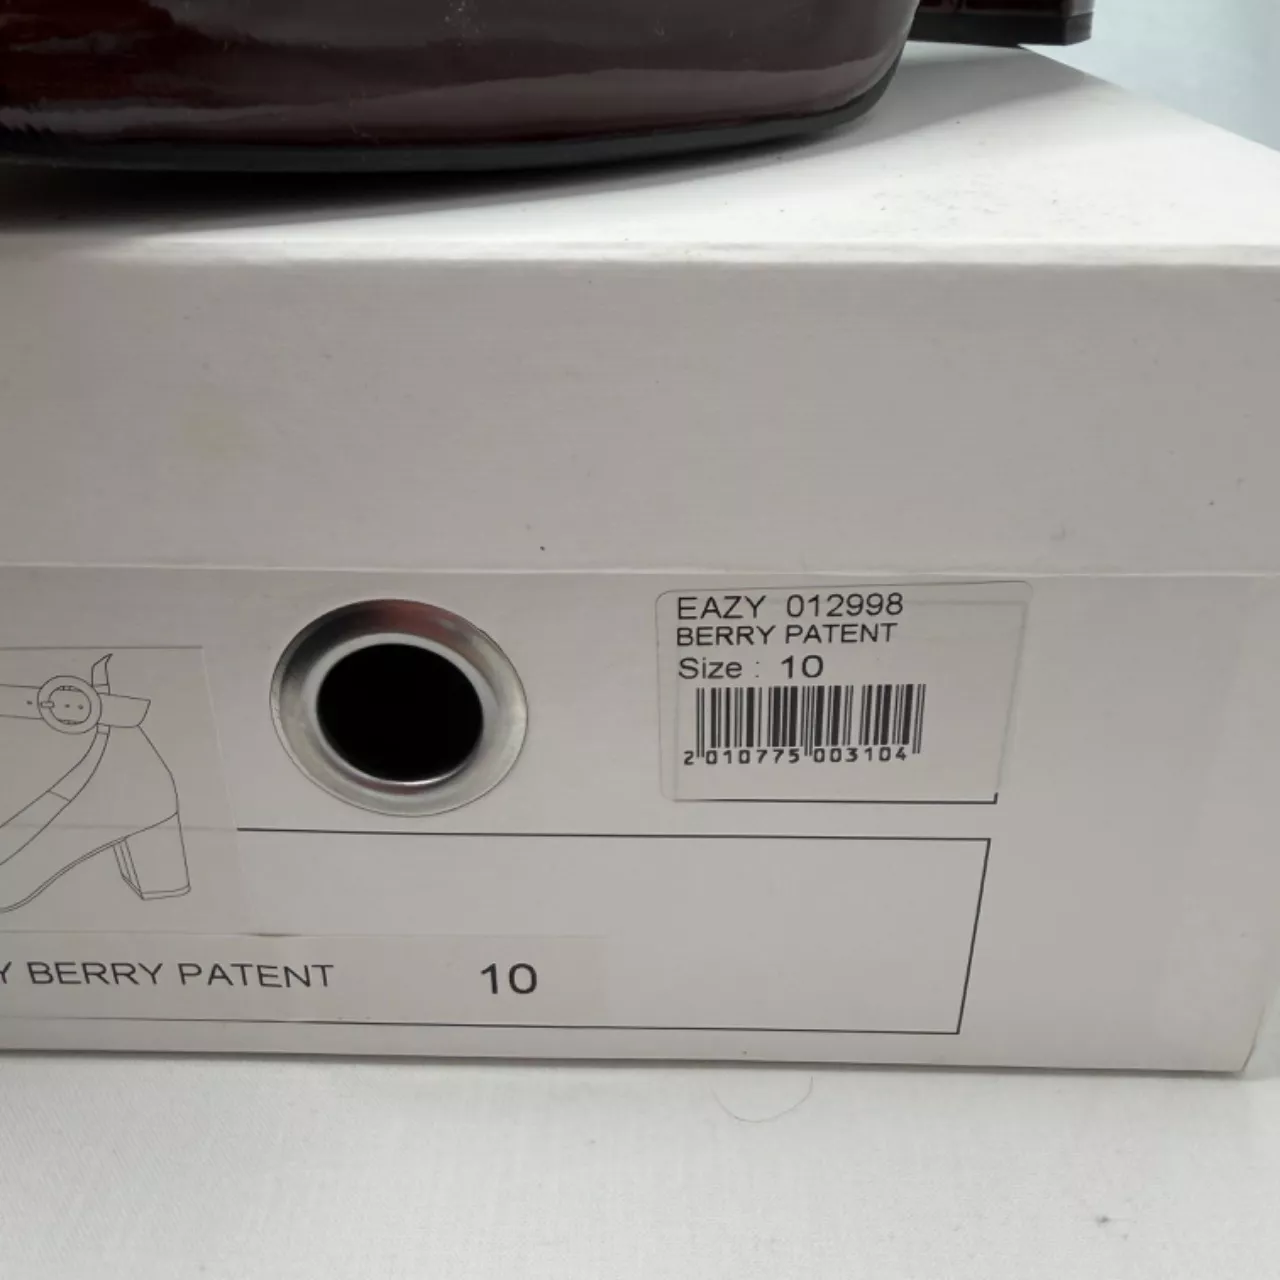 EAZY 012998
BERRY PATENT
Size : 10
2 010775 003104
Y BERRY PATENT 10